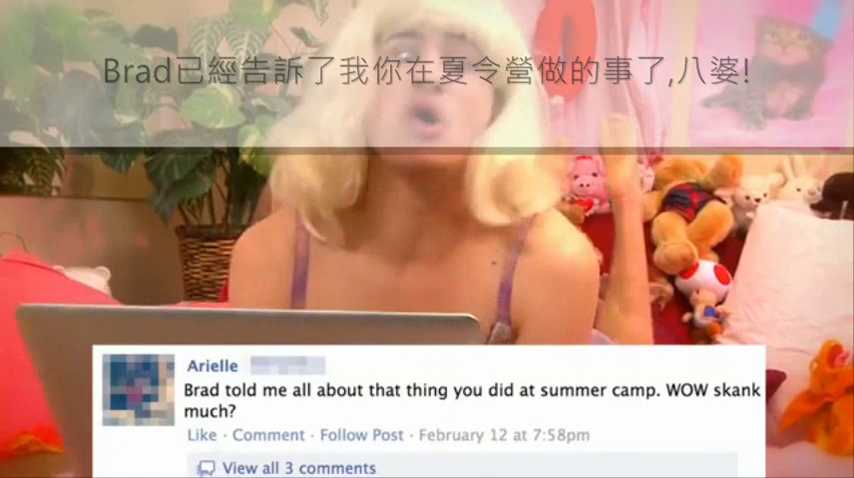 Brad已經告訴了我你在夏令營做的事了,八婆!
Arielle
Brad told me all about that thing you did at summer camp. WOW skank
much?
Like · Comment · Follow Post · February 12 at 7:58pm
View all 3 comments